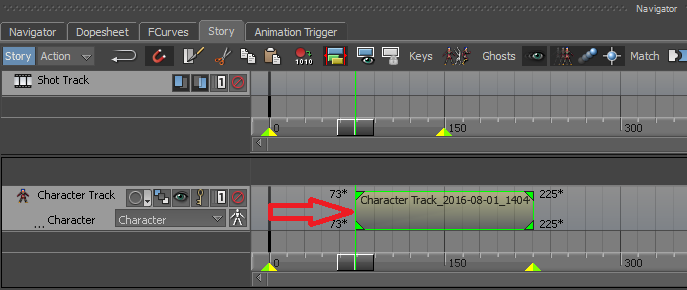 Navigator
Navigator Dopesheet FCurves Story Animation Trigger
Story Action 1010 Keys Ghosts Match
Shot Track 1
0 150 300
Character Track 1 73* Character Track_2016-08-01_1404 225*
... Character Character 73* 225*
0 150 300